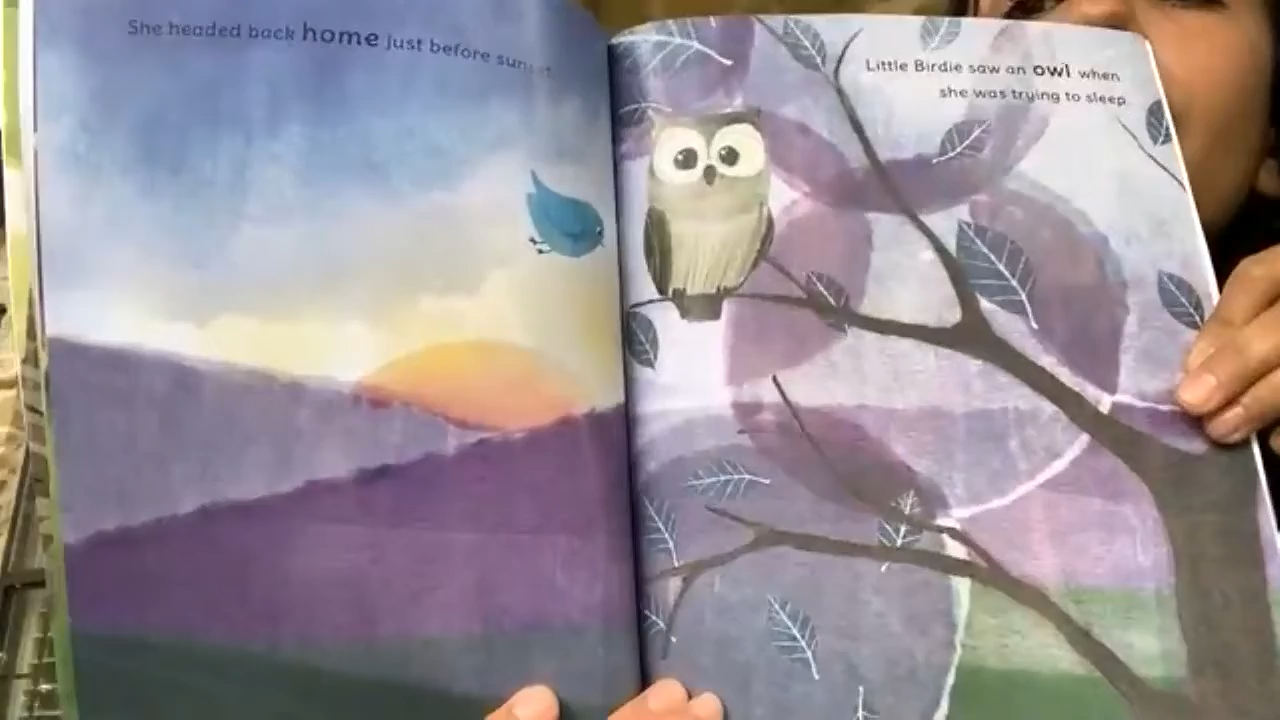 She headed back home just before sunset.
Little Birdie saw an owl when
she was trying to sleep.